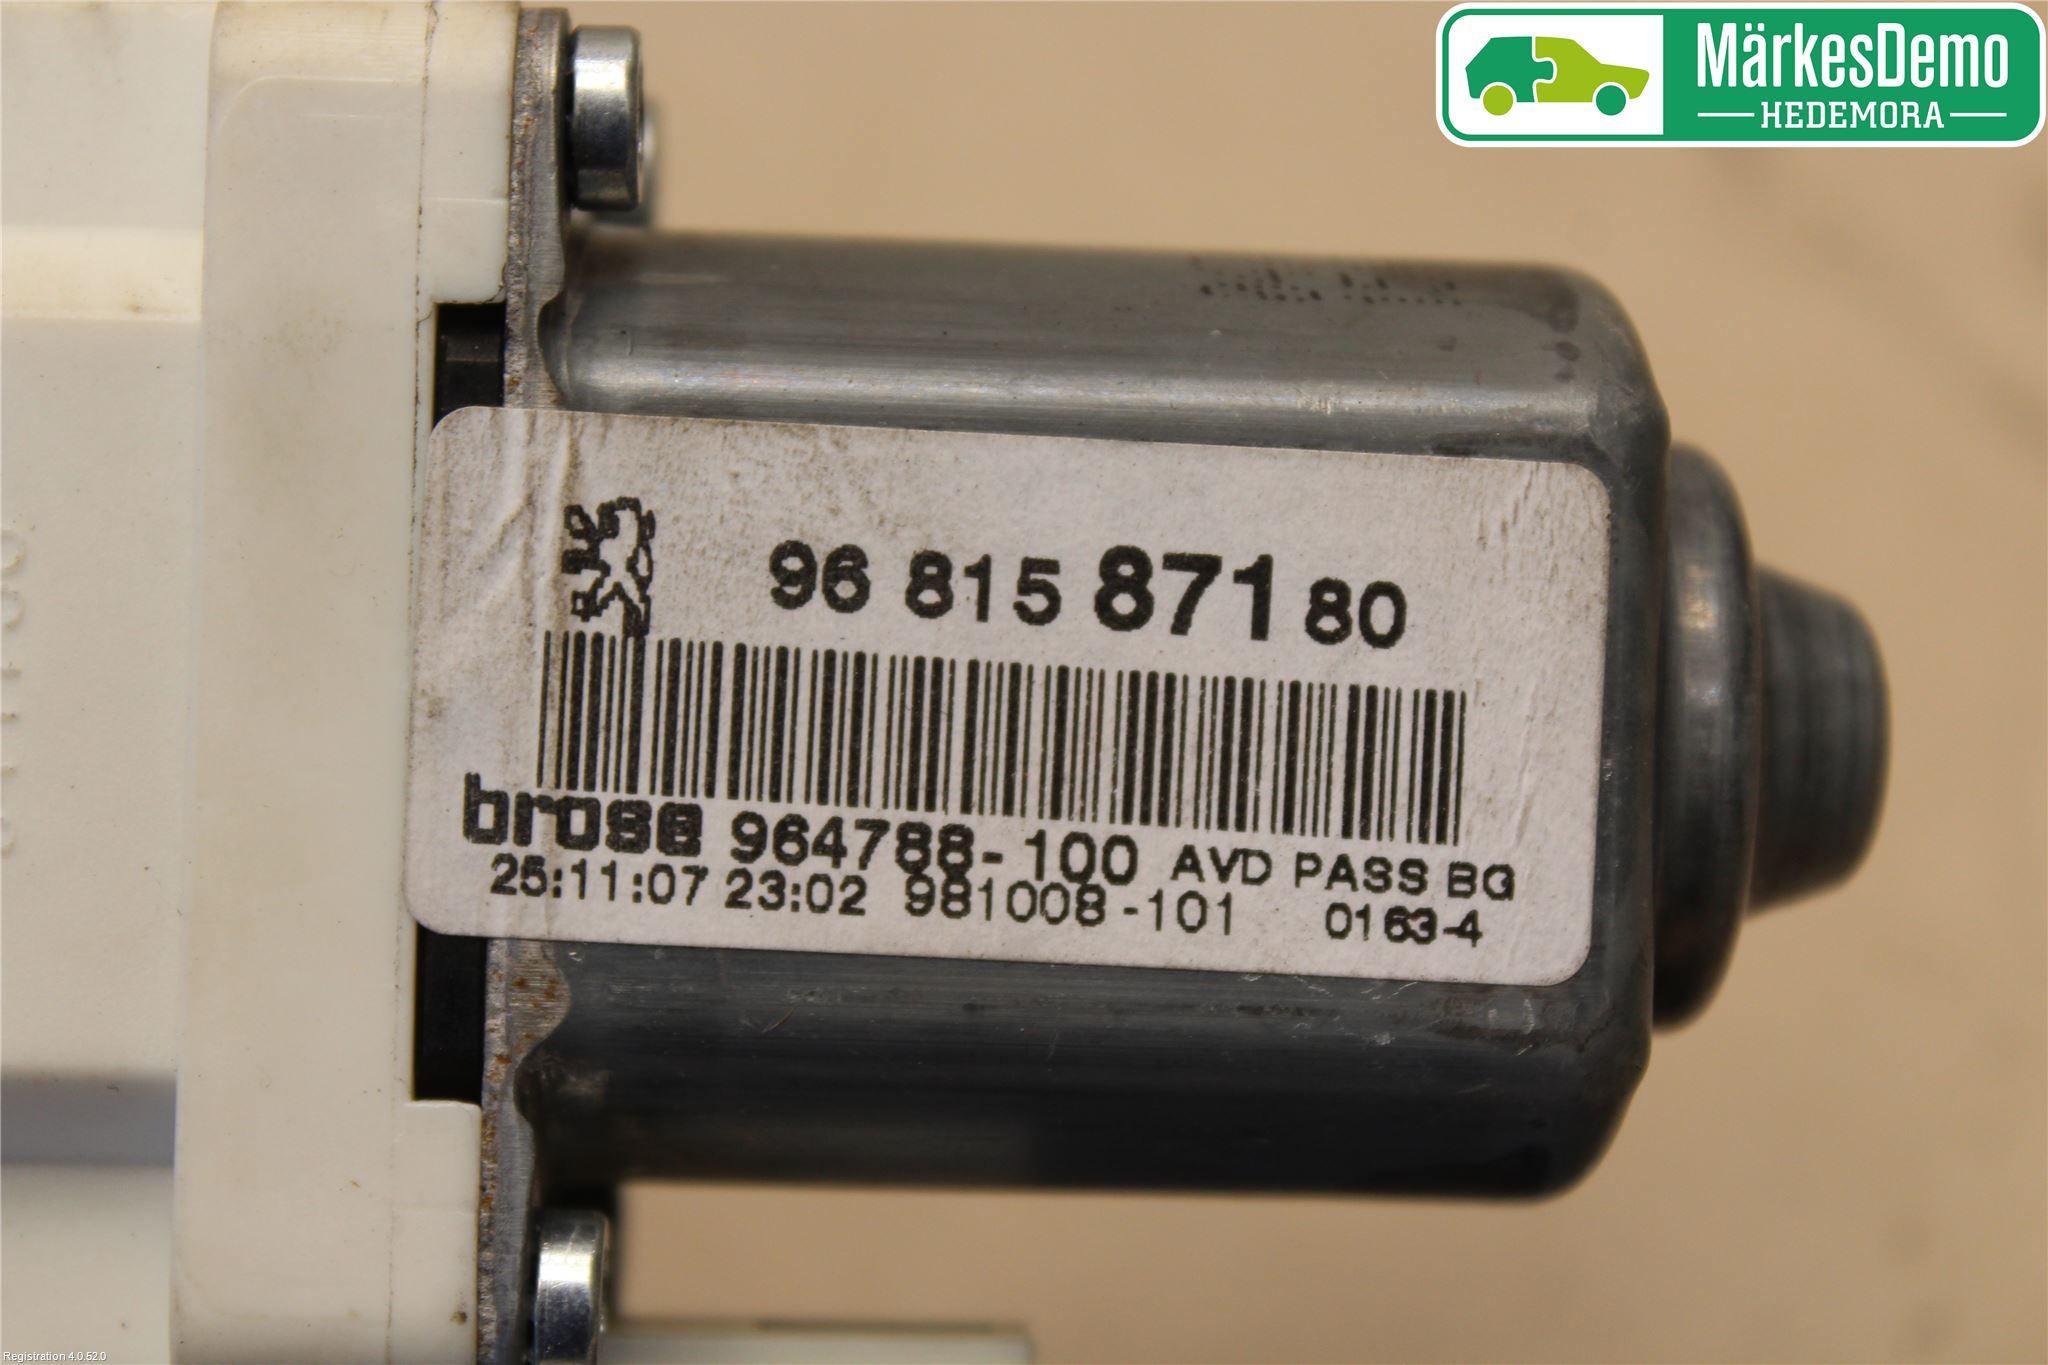 MärkesDemo
HEDEMORA
96 815 871 80
brose 964788-100 AVD PASS BG
25:11:07 23:02 981008-101 0163-4
Registration 4.0.52.0